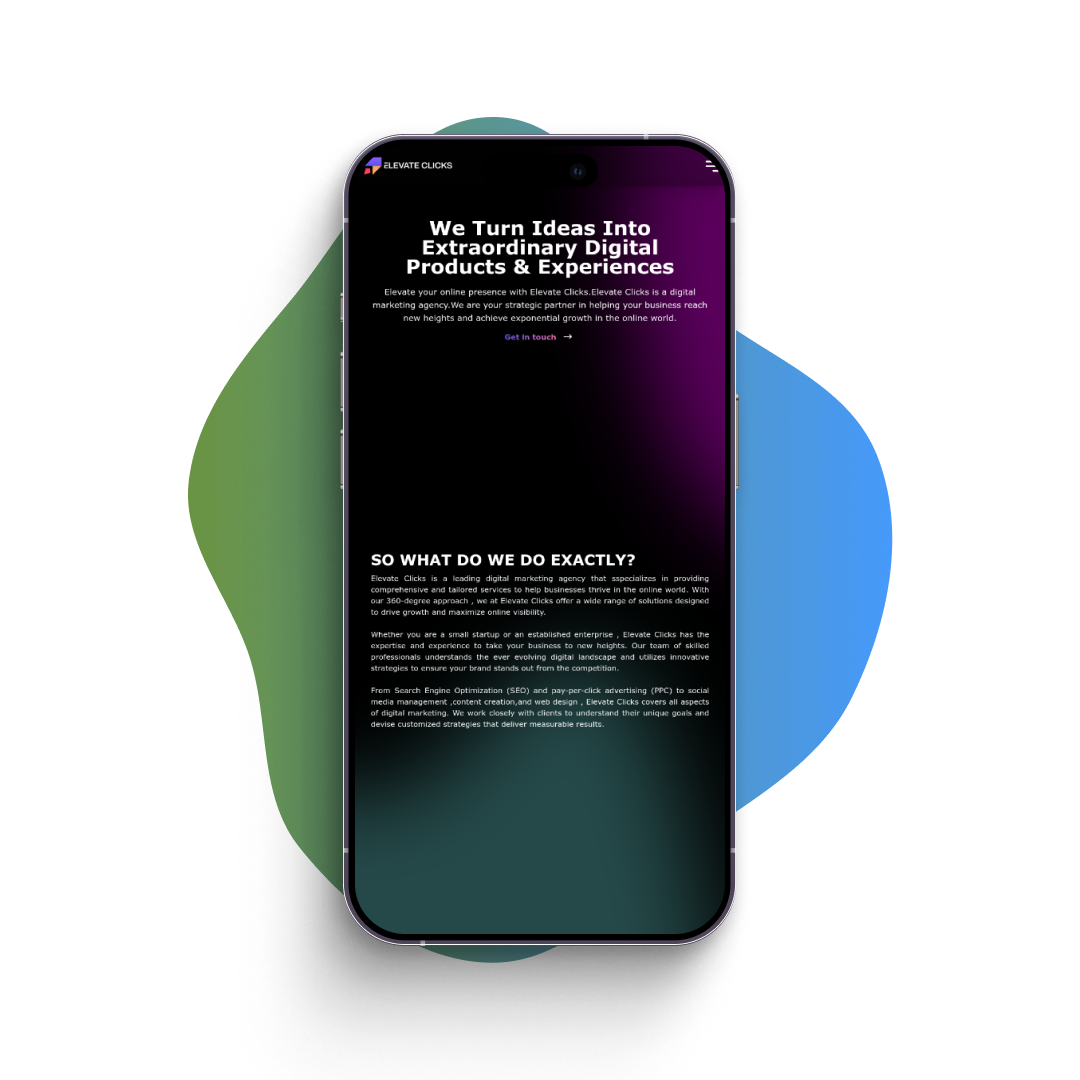 ELEVATE CLICKS
We Turn Ideas Into
Extraordinary Digital
Products & Experiences
Elevate your online presence with Elevate Clicks.Elevate Clicks is a digital
marketing agency.We are your strategic partner in helping your business reach
new heights and achieve exponential growth in the online world.
Get in touch →
SO WHAT DO WE DO EXACTLY?
Elevate Clicks is a leading digital marketing agency that sspecializes in providing
comprehensive and tailored services to help businesses thrive in the online world. With
our 360-degree approach , we at Elevate Clicks offer a wide range of solutions designed
to drive growth and maximize online visibility.
Whether you are a small startup or an established enterprise , Elevate Clicks has the
expertise and experience to take your business to new heights. Our team of skilled
professionals understands the ever evolving digital landscape and utilizes innovative
strategies to ensure your brand stands out from the competition.
From Search Engine Optimization (SEO) and pay-per-click advertising (PPC) to social
media management ,content creation,and web design , Elevate Clicks covers all aspects
of digital marketing. We work closely with clients to understand their unique goals and
devise customized strategies that deliver measurable results.